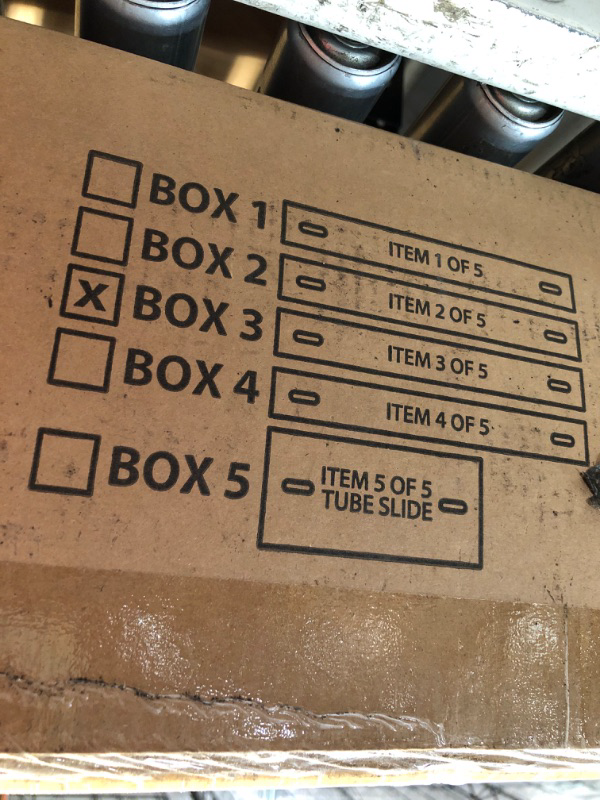 BOX 1 ITEM 1 OF 5
BOX 2 ITEM 2 OF 5
X BOX 3 ITEM 3 OF 5
BOX 4 ITEM 4 OF 5
BOX 5 ITEM 5 OF 5
TUBE SLIDE